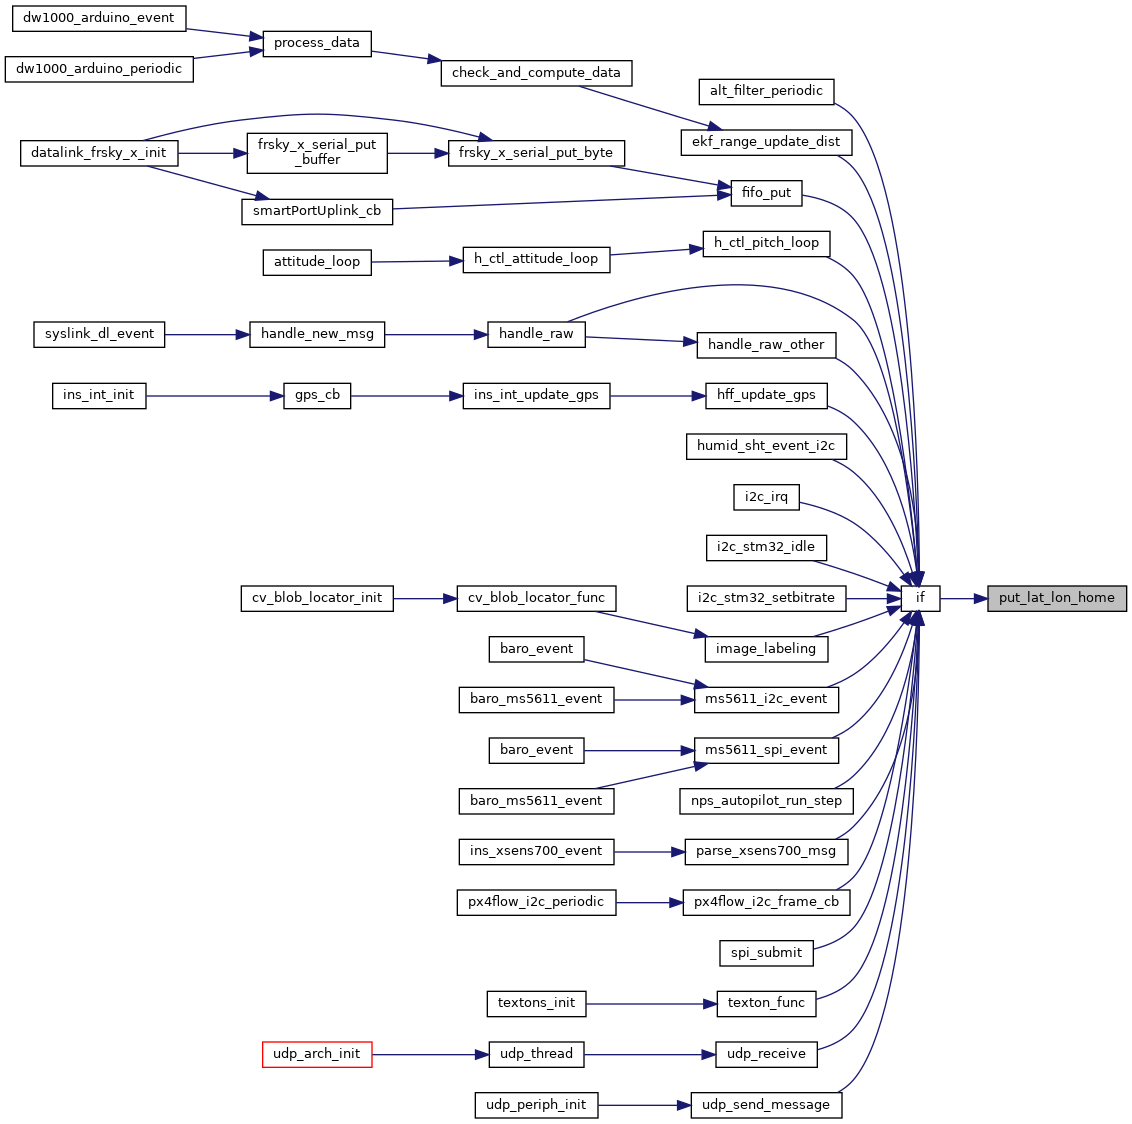 dw1000_arduino_event
process_data
dw1000_arduino_periodic
check_and_compute_data
alt_filter_periodic
ekf_range_update_dist
datalink_frsky_x_init
frsky_x_serial_put
_buffer
frsky_x_serial_put_byte
fifo_put
smartPortUplink_cb
h_ctl_pitch_loop
attitude_loop
h_ctl_attitude_loop
syslink_dl_event
handle_new_msg
handle_raw
handle_raw_other
ins_int_init
gps_cb
ins_int_update_gps
hff_update_gps
humid_sht_event_i2c
i2c_irq
i2c_stm32_idle
cv_blob_locator_init
cv_blob_locator_func
i2c_stm32_setbitrate
if
put_lat_lon_home
baro_event
image_labeling
baro_ms5611_event
ms5611_i2c_event
baro_event
ms5611_spi_event
baro_ms5611_event
nps_autopilot_run_step
ins_xsens700_event
parse_xsens700_msg
px4flow_i2c_periodic
px4flow_i2c_frame_cb
spi_submit
textons_init
texton_func
udp_arch_init
udp_thread
udp_receive
udp_periph_init
udp_send_message